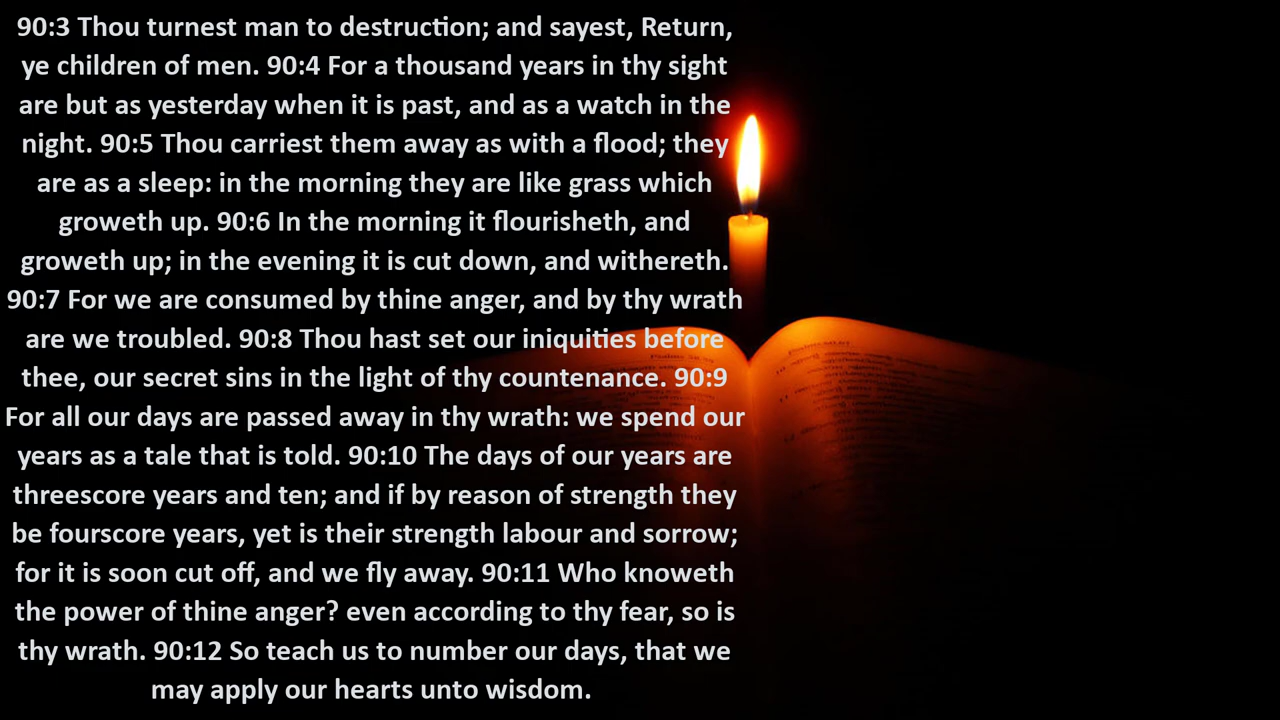 90:3 Thou turnest man to destruction; and sayest, Return,
ye children of men. 90:4 For a thousand years in thy sight
are but as yesterday when it is past, and as a watch in the
night. 90:5 Thou carriest them away as with a flood; they
are as a sleep: in the morning they are like grass which
groweth up. 90:6 In the morning it flourisheth, and
groweth up; in the evening it is cut down, and withereth.
90:7 For we are consumed by thine anger, and by thy wrath
are we troubled. 90:8 Thou hast set our iniquities before
thee, our secret sins in the light of thy countenance. 90:9
For all our days are passed away in thy wrath: we spend our
years as a tale that is told. 90:10 The days of our years are
threescore years and ten; and if by reason of strength they
be fourscore years, yet is their strength labour and sorrow;
for it is soon cut off, and we fly away. 90:11 Who knoweth
the power of thine anger? even according to thy fear, so is
thy wrath. 90:12 So teach us to number our days, that we
may apply our hearts unto wisdom.